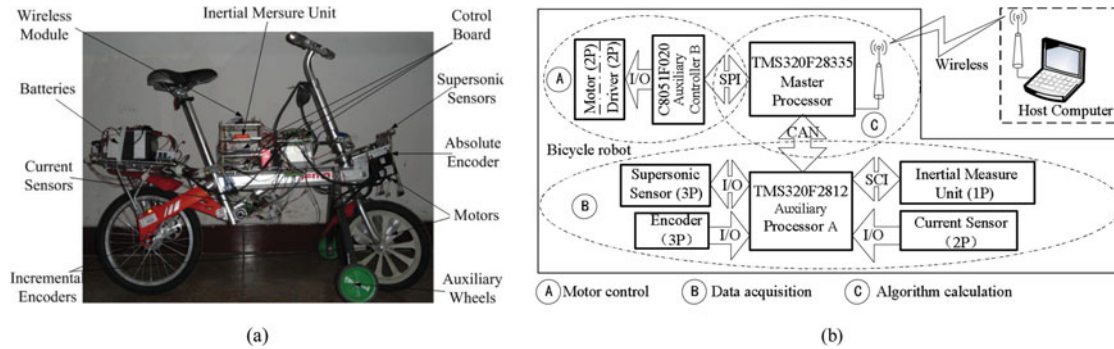 (a)
Wireless
Module
Inertial Mersure Unit
Cotrol
Board
Batteries
Supersonic
Sensors
Current
Sensors
Absolute
Encoder
Motors
Incremental
Encoders
Auxiliary
Wheels
(a)
(b)
A
Motor (2P)
Driver (2P)
I/O
C8051F020
Auxiliary
Controller B
SPI
TMS320F28335
Master
Processor
C
Wireless
Host Computer
CAN
Bicycle robot
B
Supersonic
Sensor (3P)
I/O
TMS320F2812
Auxiliary
Processor A
SCI
Inertial Measure
Unit (1P)
Encoder
(3P)
I/O
I/O
Current Sensor
(2P)
A Motor control
B Data acquisition
C Algorithm calculation
(b)